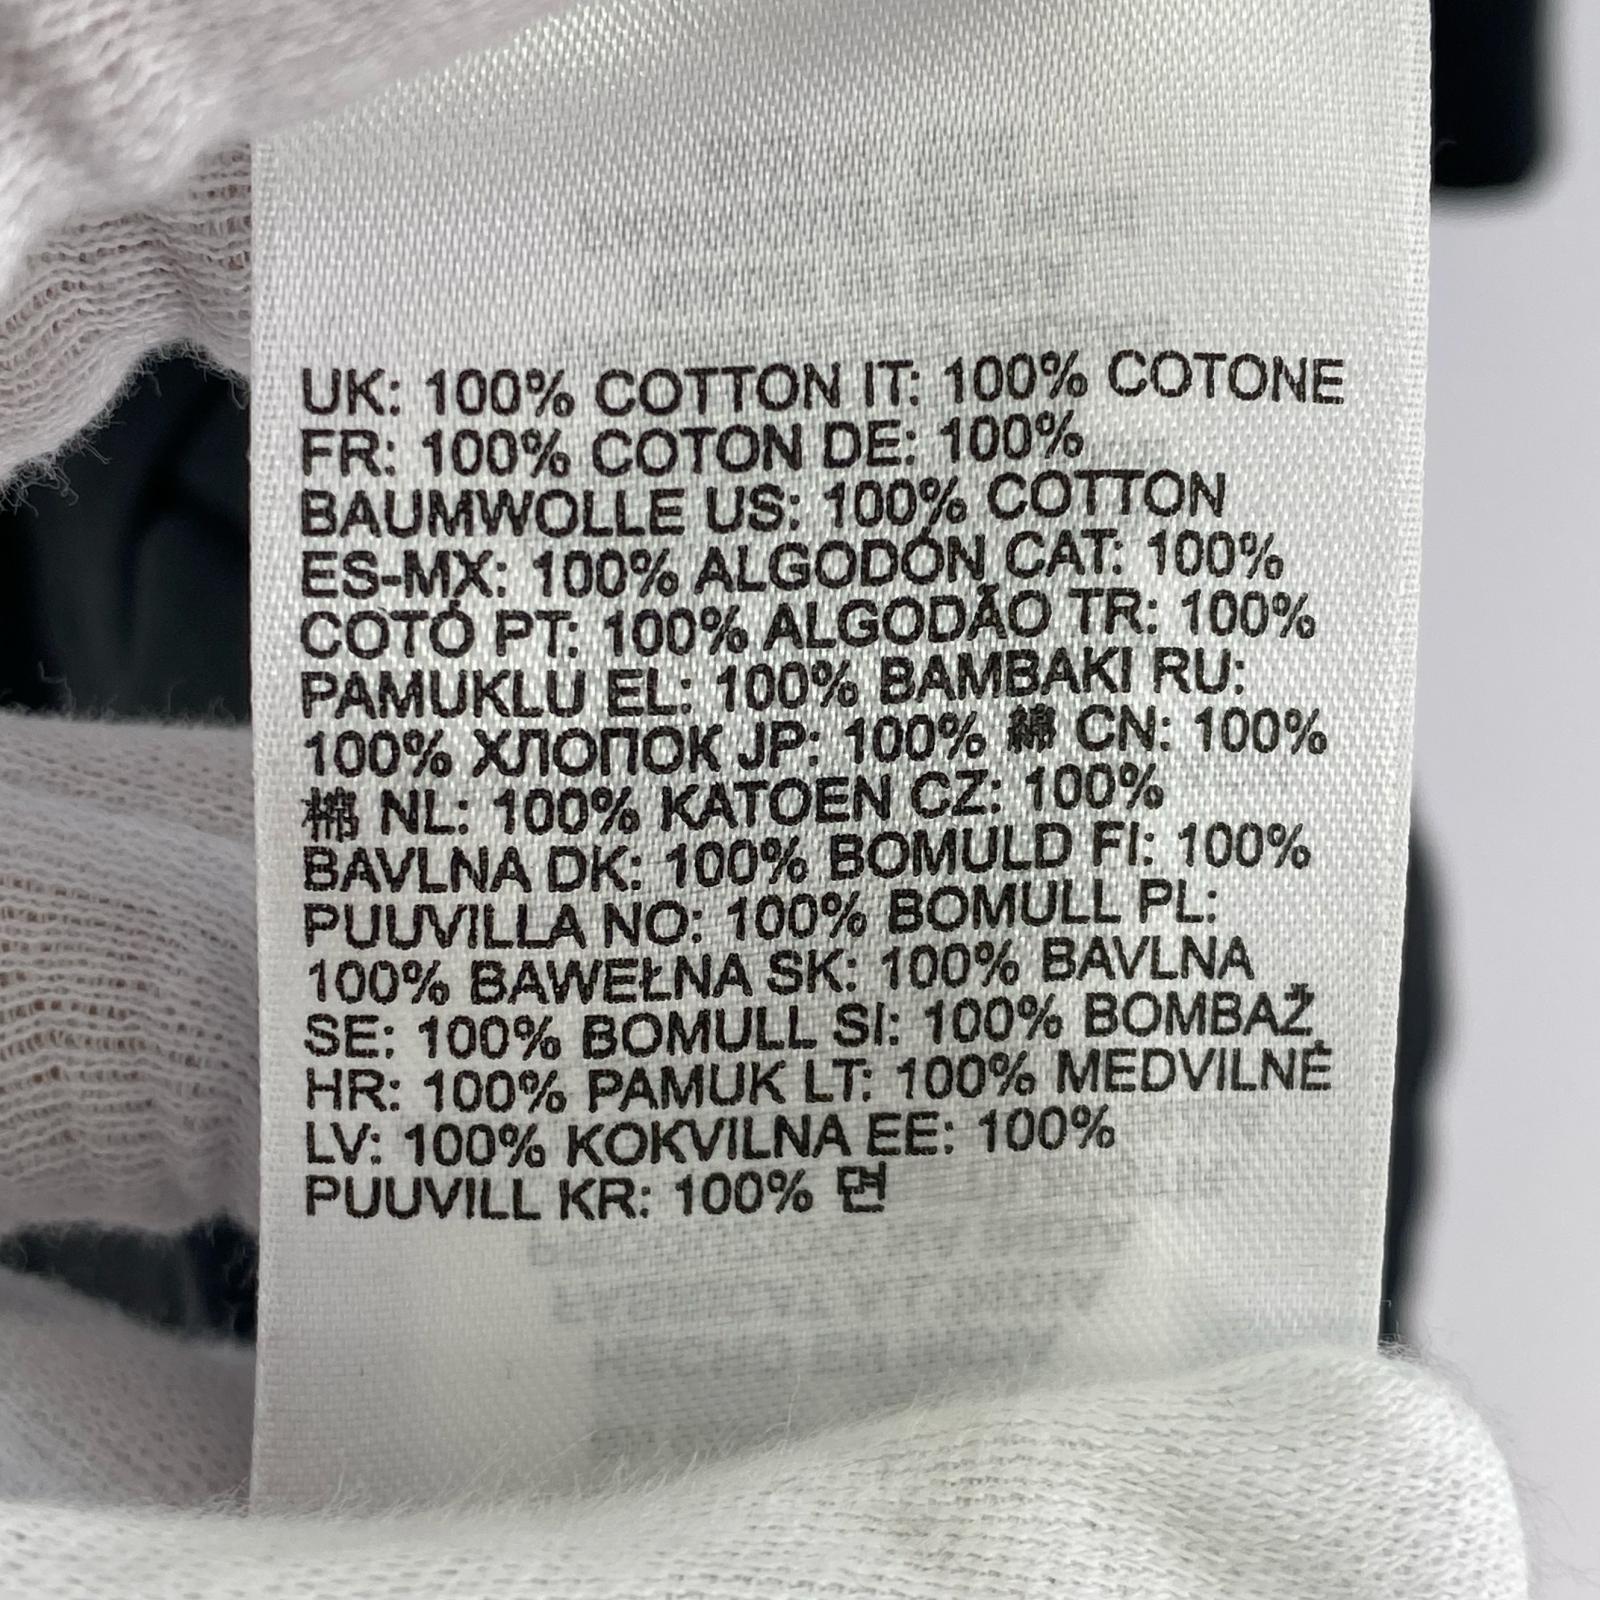 UK: 100% COTTON IT: 100% COTONE
FR: 100% COTON DE: 100%
BAUMWOLLE US: 100% COTTON
ES-MX: 100% ALGODÓN CAT: 100%
COTÓ PT: 100% ALGODÃO TR: 100%
PAMUKLU EL: 100% BAMBAKI RU:
100% ХЛОПОК JP: 100% 綿 CN: 100%
棉 NL: 100% KATOEN CZ: 100%
BAVLNA DK: 100% BOMULD FI: 100%
PUUVILLA NO: 100% BOMULL PL:
100% BAWEŁNA SK: 100% BAVLNA
SE: 100% BOMULL SI: 100% BOMBAŽ
HR: 100% PAMUK LT: 100% MEDVILNĖ
LV: 100% KOKVILNA EE: 100%
PUUVILL KR: 100% 면